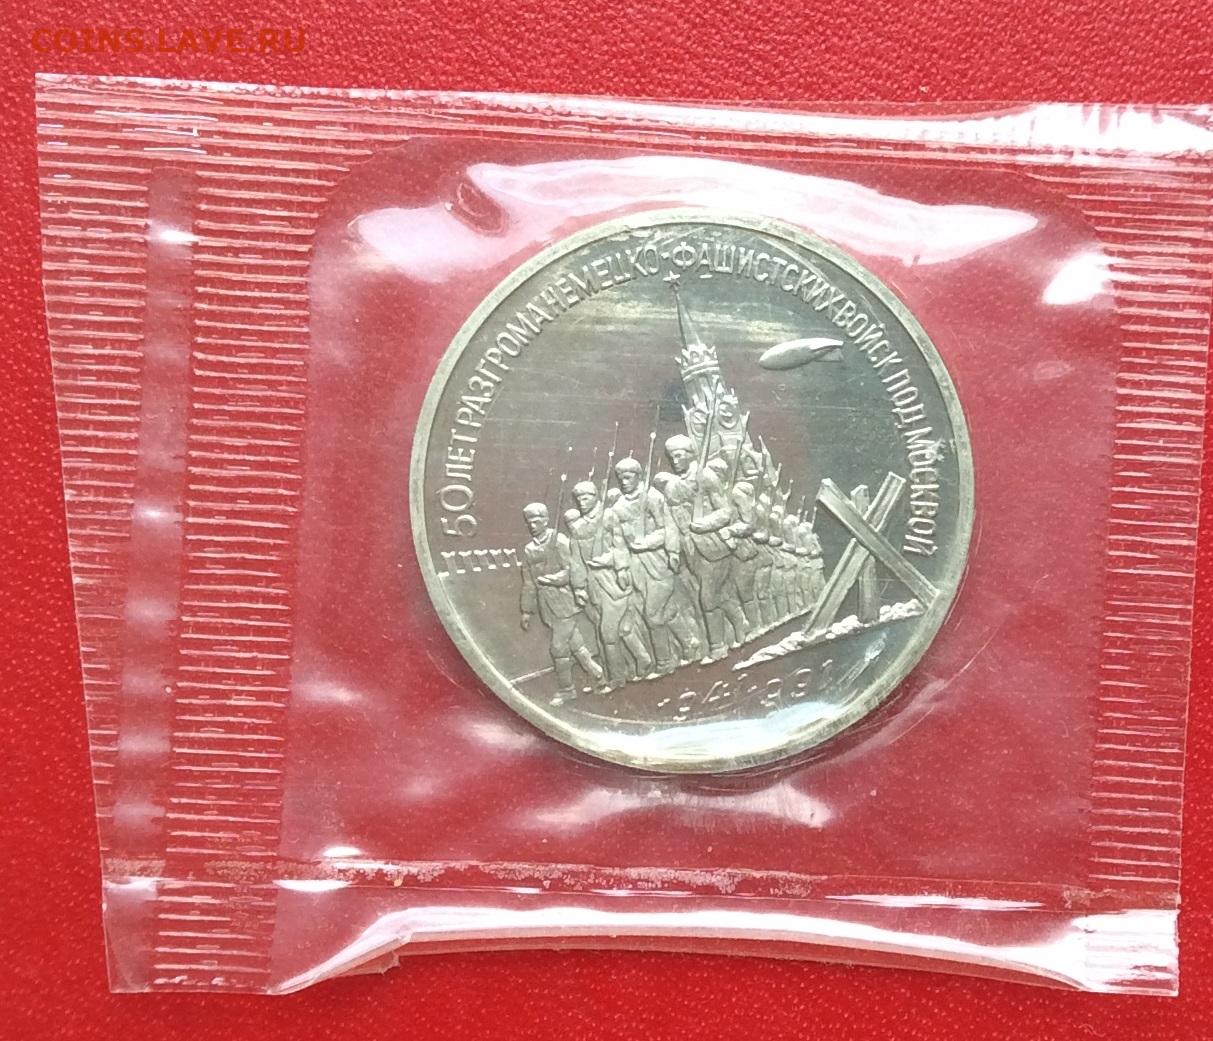 COINS.LAVE.RU
50 ЛЕТ РАЗГРОМА НЕМЕЦКО-ФАШИСТСКИХ ВОЙСК ПОД МОСКВОЙ
1941-1991